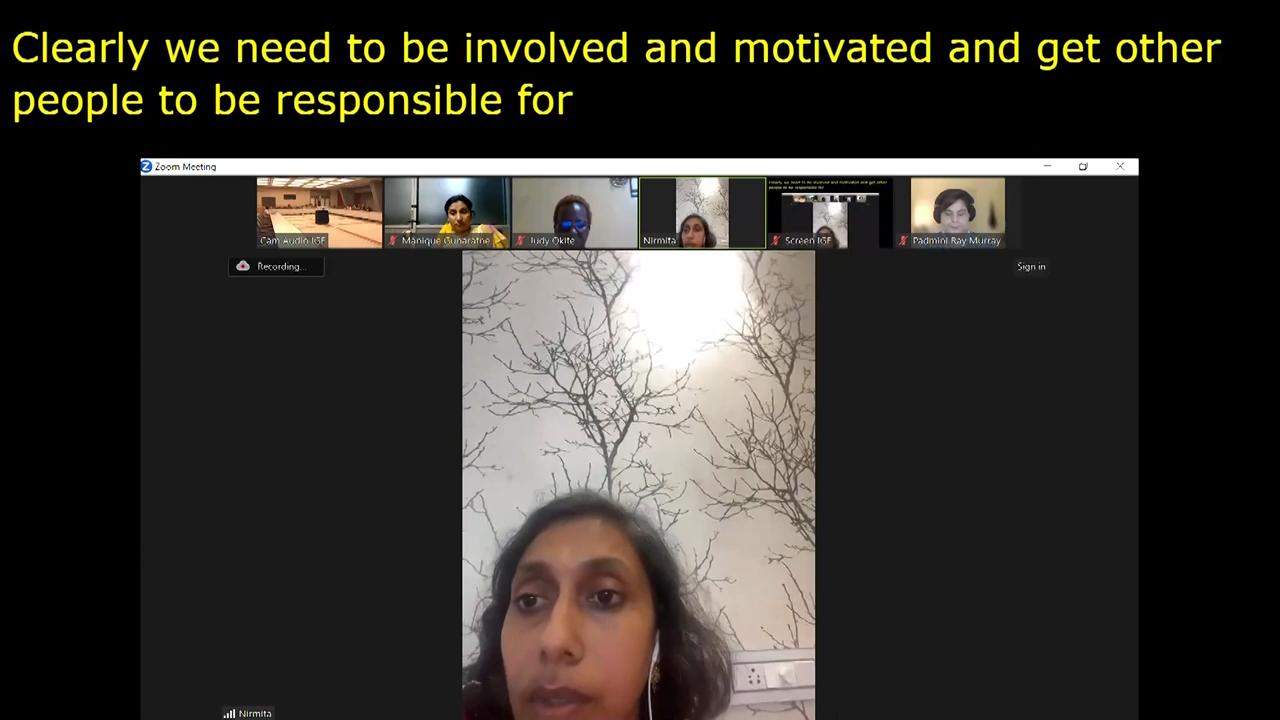 Clearly we need to be involved and motivated and get other
people to be responsible for
Zoom Meeting
Cam Audio IGF
Manique Gunaratne
Judy Okite
Nirmita
Screen IGF
Padmini Ray Murray
Recording...
Sign in
Nirmita